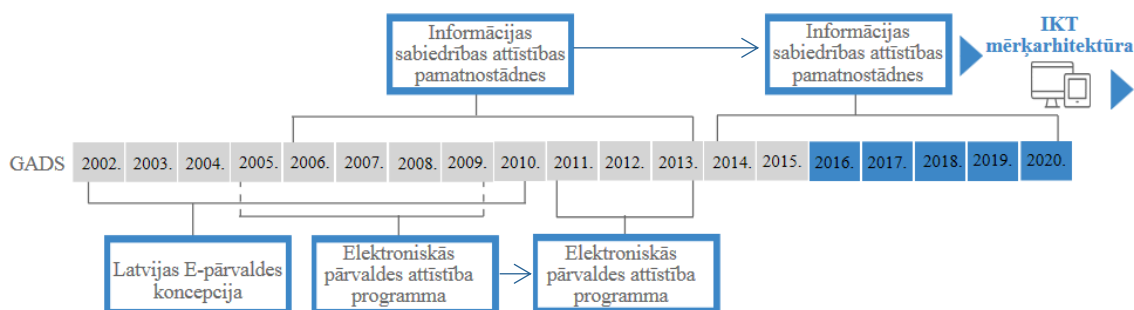 Informācijas
sabiedrības attīstības
pamatnostādnes
Informācijas
sabiedrības attīstības
pamatnostādnes
IKT
mērķarhitektūra
GADS 2002. 2003. 2004. 2005. 2006. 2007. 2008. 2009. 2010. 2011. 2012. 2013. 2014. 2015. 2016. 2017. 2018. 2019. 2020.
Latvijas E-pārvaldes
koncepcija
Elektroniskās
pārvaldes attīstība
programma
Elektroniskās
pārvaldes attīstība
programma